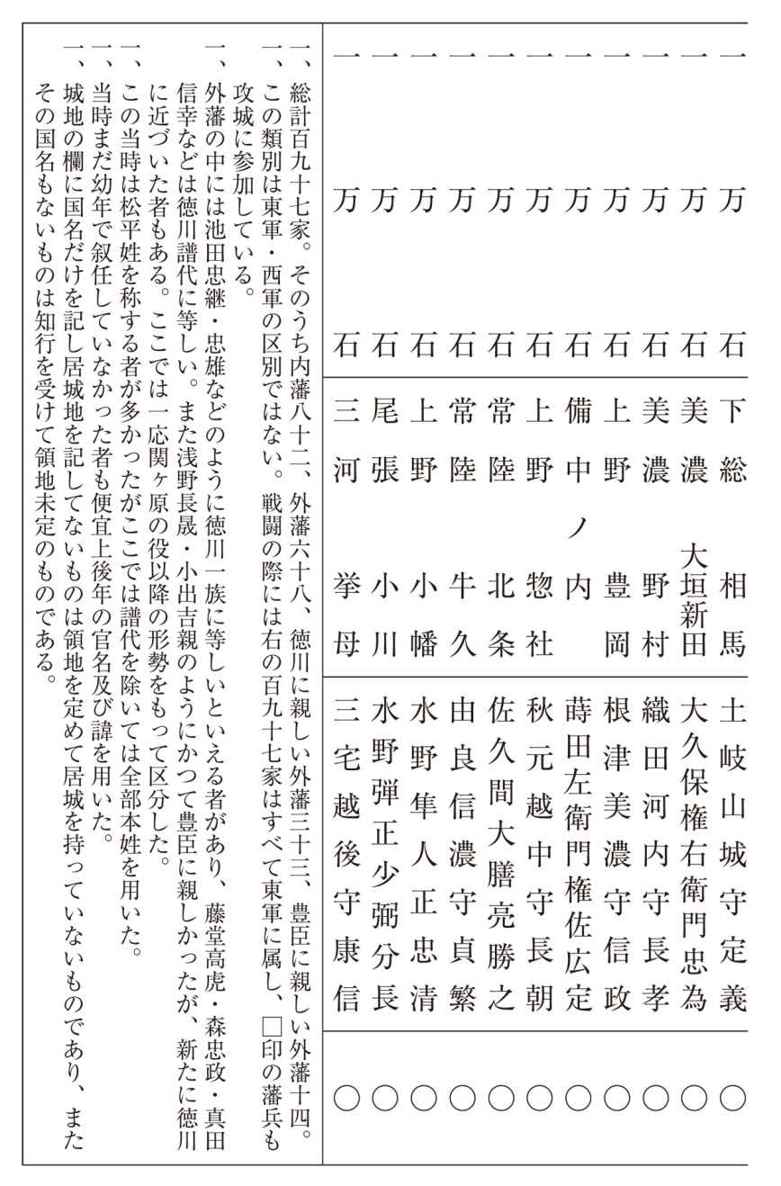 一万石 下総 相馬 土岐山城守定義 ○
一万石 美濃 大垣新田 大久保権右衛門忠為 ○
一万石 美濃 野村 織田河内守長孝 ○
一万石 上野 豊岡 根津美濃守信政 ○
一万石 備中ノ内 蒔田左衛門権佐広定 ○
一万石 上野 惣社 秋元越中守長朝 ○
一万石 常陸 北条 佐久間大膳亮勝之 ○
一万石 常陸 牛久 由良信濃守貞繁 ○
一万石 上野 小幡 水野隼人正忠清 ○
一万石 尾張 小川 水野弾正少弼分長 ○
一万石 三河 挙母 三宅越後守康信 ○
一、総計百九十七家。そのうち内藩八十二、外藩六十八、徳川に親しい外藩三十三、豊臣に親しい外藩十四。
一、この類別は東軍・西軍の区別ではない。戦闘の際には右の百九十七家はすべて東軍に属し、□印の藩兵も
攻城に参加している。
一、外藩の中には池田忠継・忠雄などのように徳川一族に等しいといえる者があり、藤堂高虎・森忠政・真田
信幸などは徳川譜代に等しい。また浅野長晟・小出吉親のようにかつて豊臣に親しかったが、新たに徳川
に近づいた者もある。ここでは一応関ヶ原の役以降の形勢をもって区分した。
一、この当時は松平姓を称する者が多かったがここでは譜代を除いては全部本姓を用いた。
一、当時まだ幼年で叙任していなかった者も便宜上後年の官名及び諱を用いた。
一、城地の欄に国名だけを記し居城地を記してないものは領地を定めて居城を持っていないものであり、また
その国名もないものは知行を受けて領地未定のものである。